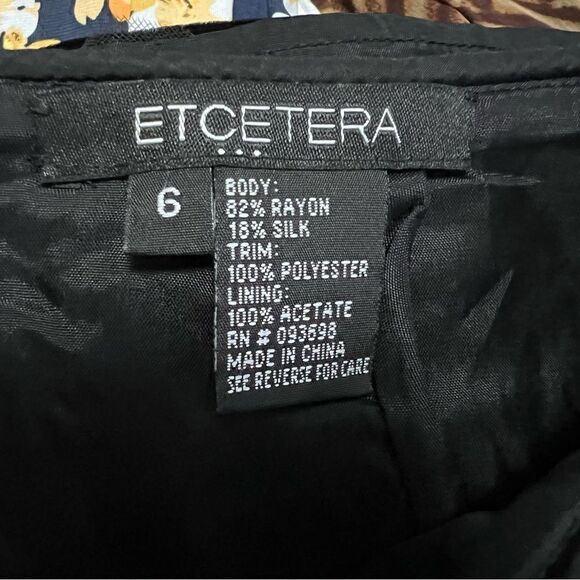 ETCETERA
...
6
BODY:
82% RAYON
18% SILK
TRIM:
100% POLYESTER
LINING:
100% ACETATE
RN # 093698
MADE IN CHINA
SEE REVERSE FOR CARE